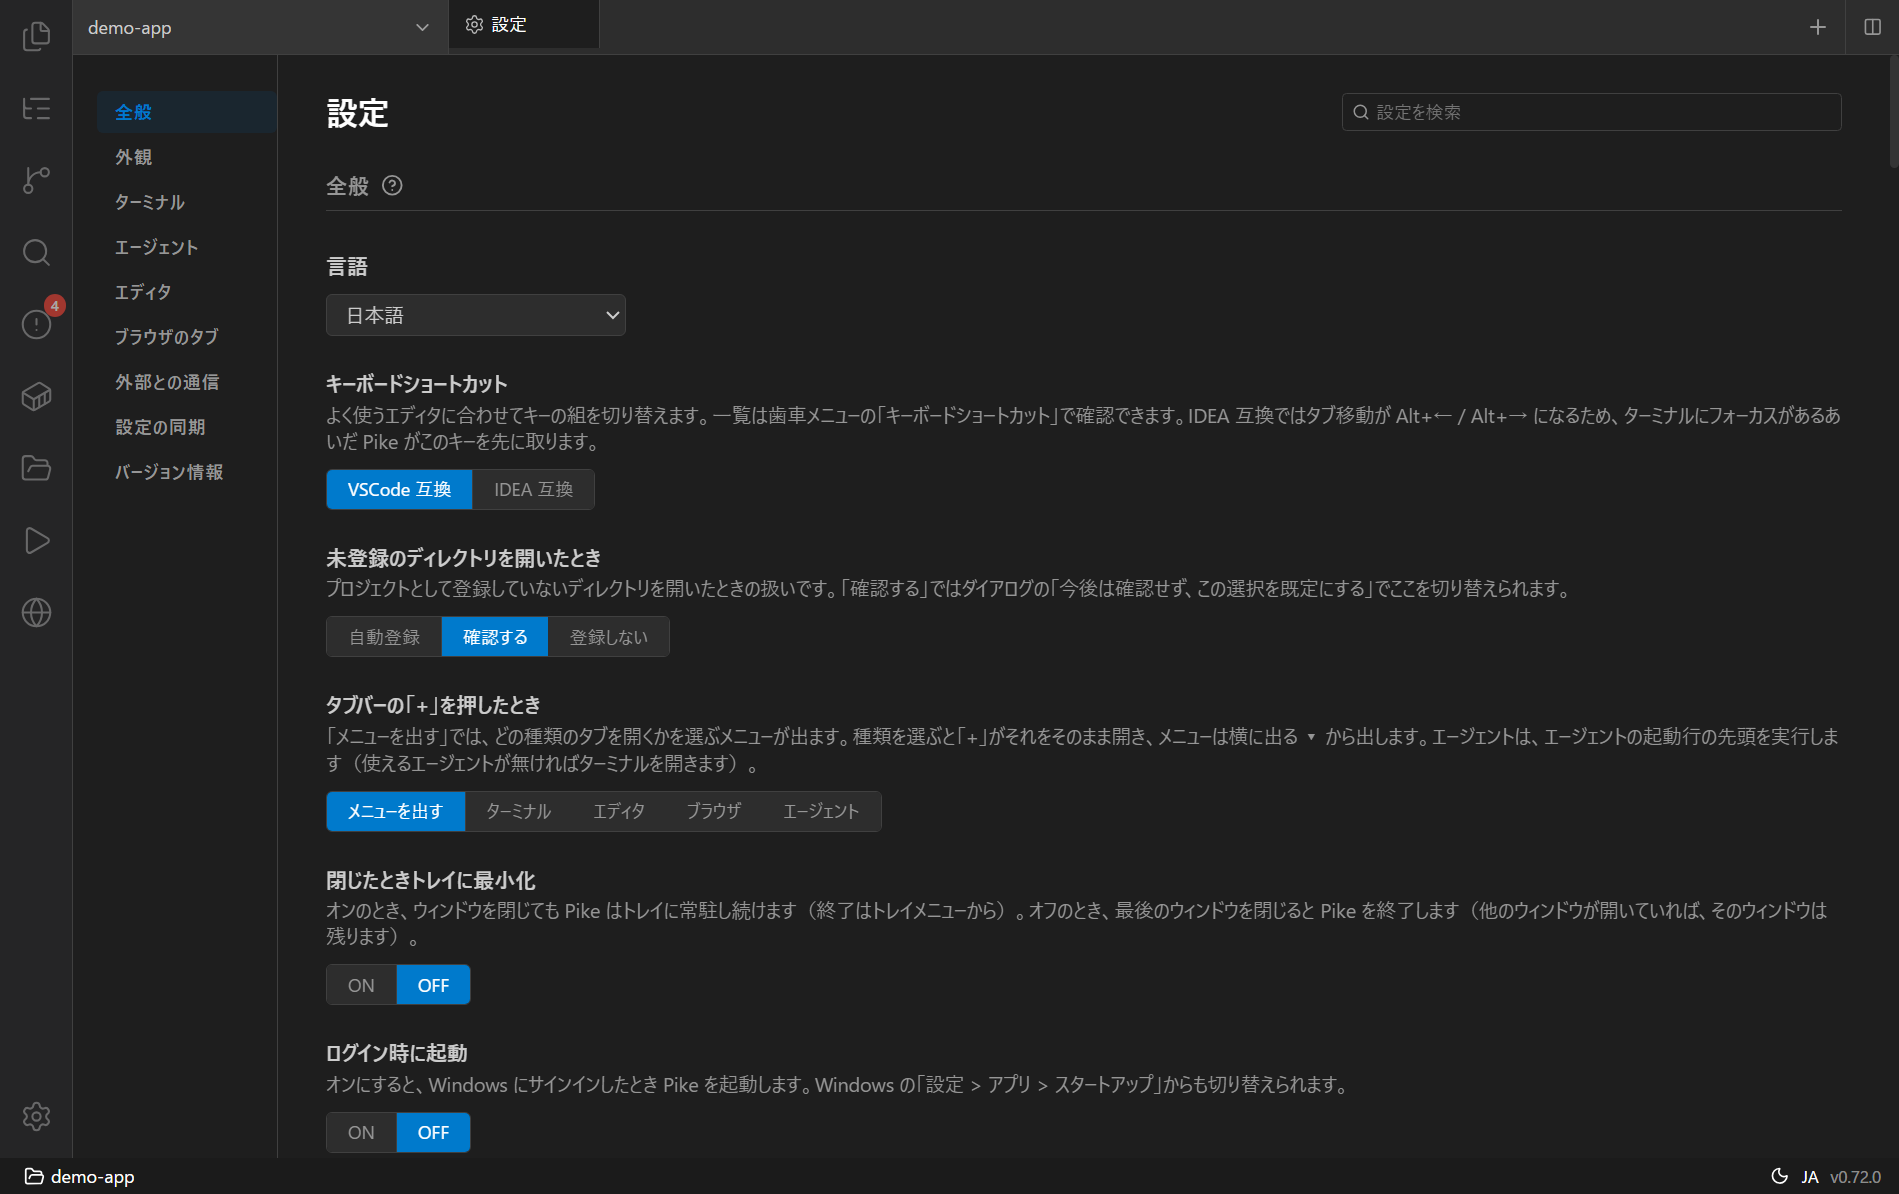 demo-app
設定
全般
外観
ターミナル
エージェント
エディタ
ブラウザのタブ
外部との通信
設定の同期
バージョン情報
4
設定
設定を検索
全般
言語
日本語
キーボードショートカット
よく使うエディタに合わせてキーの組を切り替えます。一覧は歯車メニューの「キーボードショートカット」で確認できます。IDEA 互換ではタブ移動が Alt+← / Alt+→ になるため、ターミナルにフォーカスがあるあ
いだ Pike がこのキーを先に取ります。
VSCode 互換 IDEA 互換
未登録のディレクトリを開いたとき
プロジェクトとして登録していないディレクトリを開いたときの扱いです。「確認する」ではダイアログの「今後は確認せず、この選択を既定にする」でここを切り替えられます。
自動登録 確認する 登録しない
タブバーの「+」を押したとき
「メニューを出す」では、どの種類のタブを開くかを選ぶメニューが出ます。種類を選ぶと「+」がそれをそのまま開き、メニューは横に出る ▾ から出します。エージェントは、エージェントの起動行の先頭を実行しま
す（使えるエージェントが無ければターミナルを開きます）。
メニューを出す ターミナル エディタ ブラウザ エージェント
閉じたときトレイに最小化
オンのとき、ウィンドウを閉じても Pike はトレイに常駐し続けます（終了はトレイメニューから）。オフのとき、最後のウィンドウを閉じると Pike を終了します（他のウィンドウが開いていれば、そのウィンドウは
残ります）。
ON OFF
ログイン時に起動
オンにすると、Windows にサインインしたとき Pike を起動します。Windows の「設定 > アプリ > スタートアップ」からも切り替えられます。
ON OFF
demo-app
JA v0.72.0